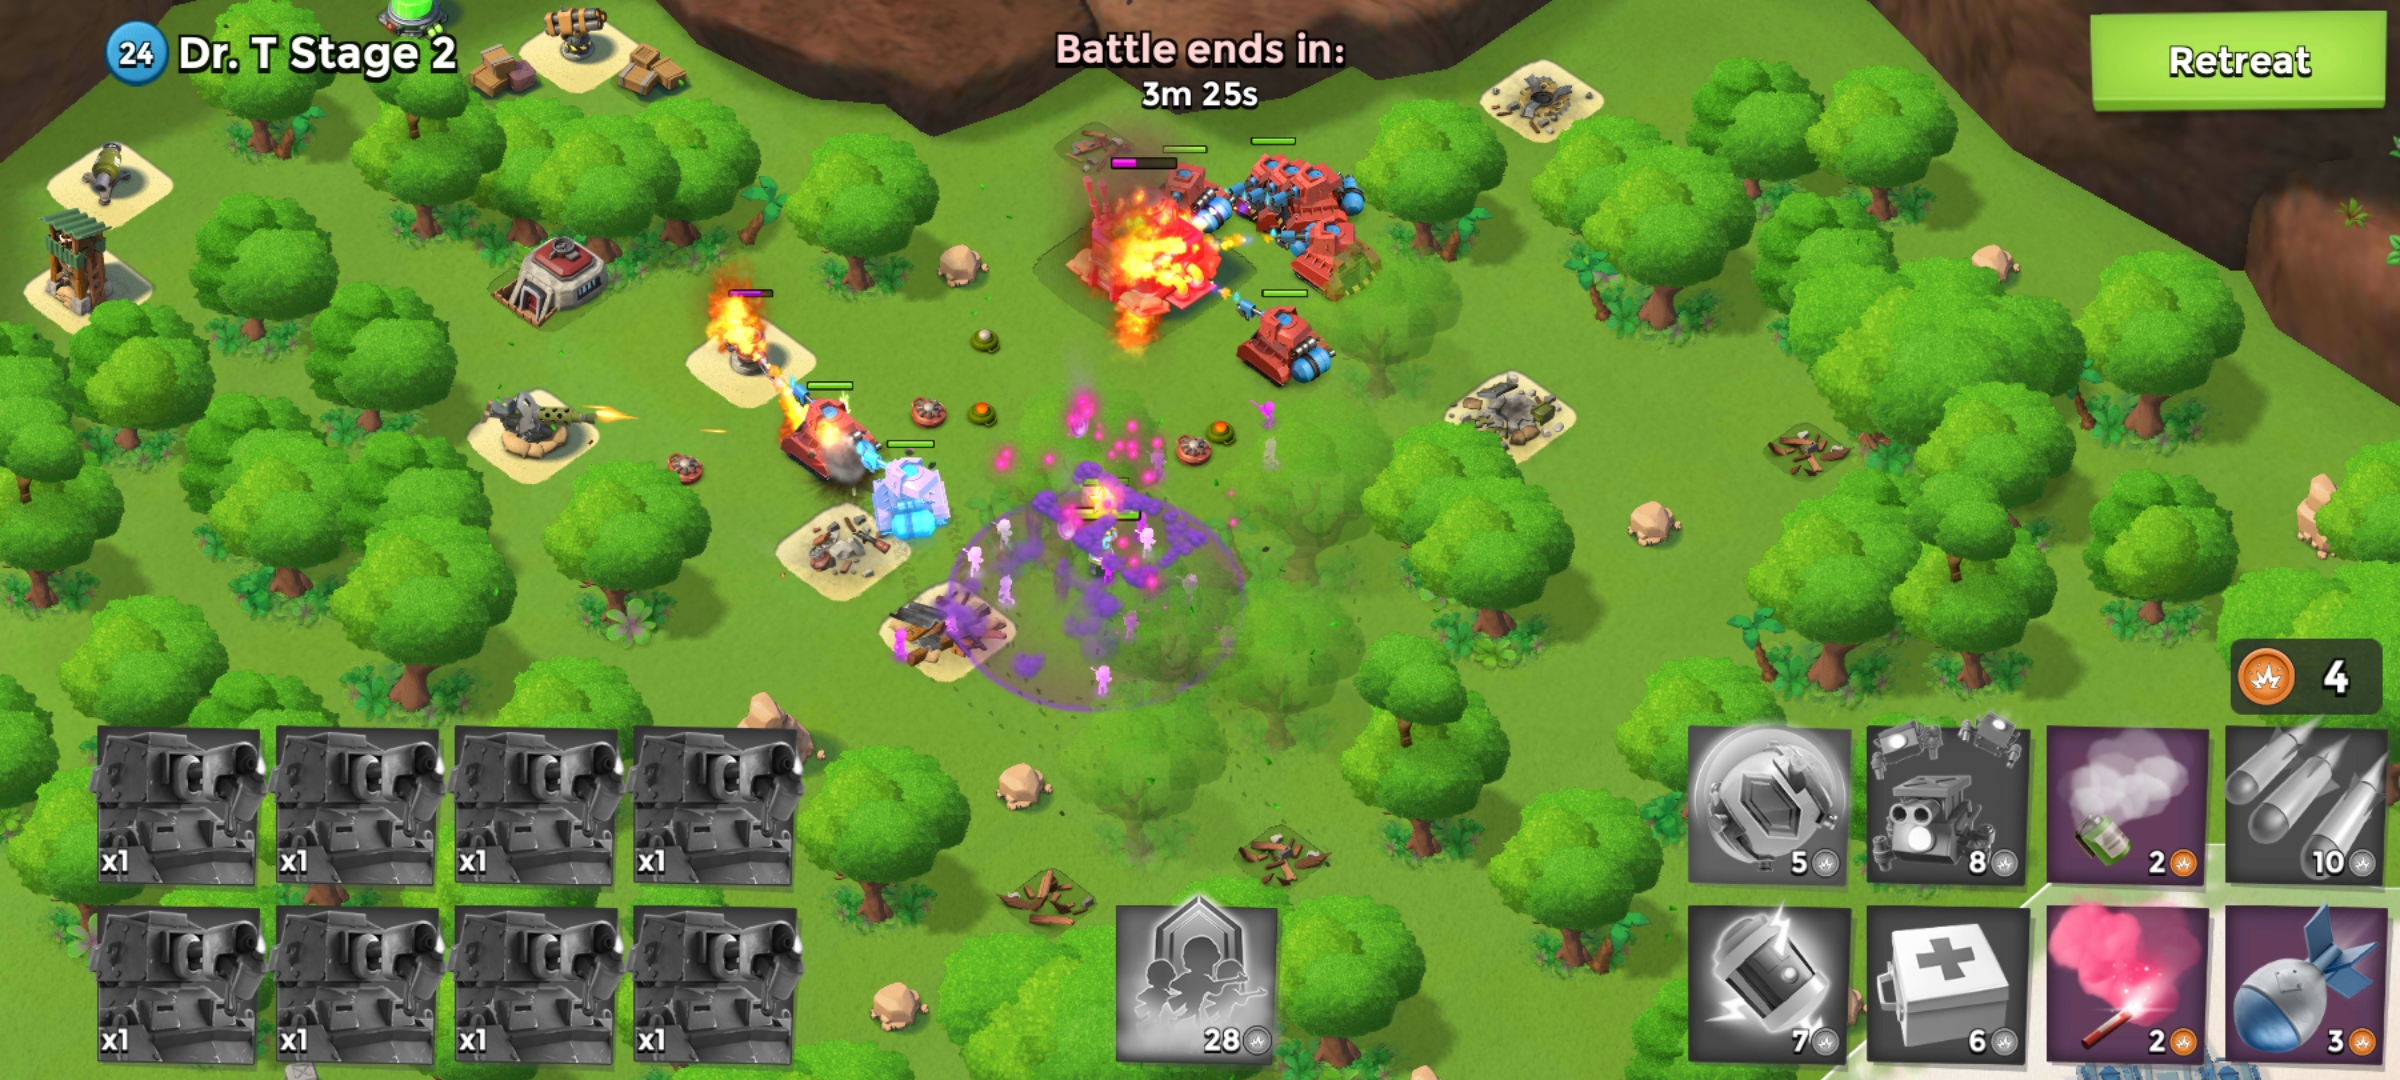 24 Dr. T Stage 2
Battle ends in:
3m 25s
Retreat
4
x1
x1
x1
x1
5
8
2
10
x1
x1
x1
x1
28
7
6
2
3